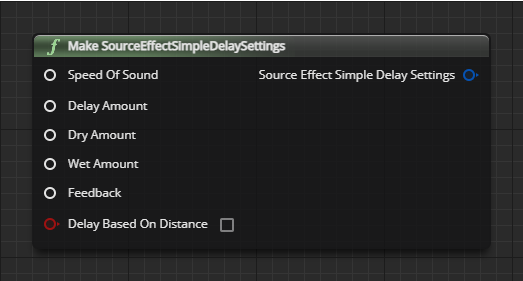 f Make SourceEffectSimpleDelaySettings
Speed Of Sound Source Effect Simple Delay Settings
Delay Amount
Dry Amount
Wet Amount
Feedback
Delay Based On Distance